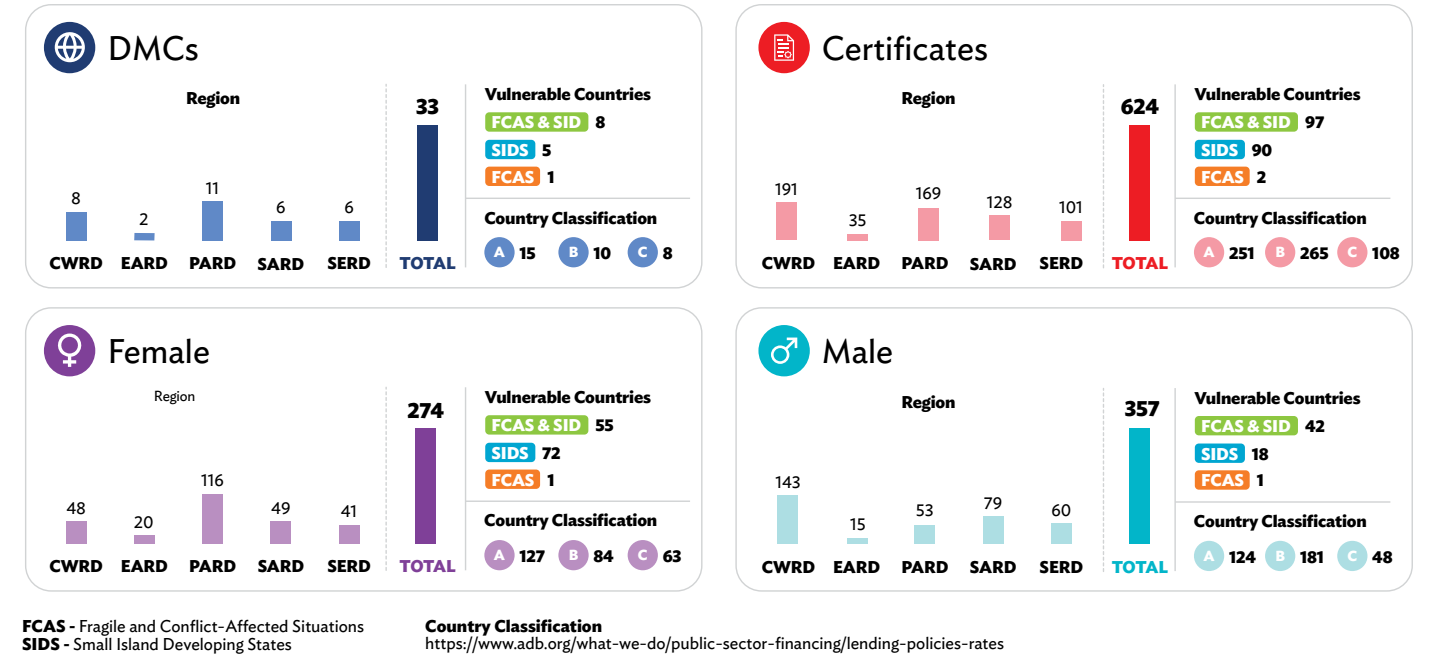 DMCs
Region
33
8
2
11
6
6
CWRD EARD PARD SARD SERD TOTAL
Vulnerable Countries
FCAS & SID 8
SIDS 5
FCAS 1
Country Classification
A 15 B 10 C 8
Certificates
Region
624
191
35
169
128
101
CWRD EARD PARD SARD SERD TOTAL
Vulnerable Countries
FCAS & SID 97
SIDS 90
FCAS 2
Country Classification
A 251 B 265 C 108
Female
Region
274
48
20
116
49
41
CWRD EARD PARD SARD SERD TOTAL
Vulnerable Countries
FCAS & SID 55
SIDS 72
FCAS 1
Country Classification
A 127 B 84 C 63
Male
Region
357
143
15
53
79
60
CWRD EARD PARD SARD SERD TOTAL
Vulnerable Countries
FCAS & SID 42
SIDS 18
FCAS 1
Country Classification
A 124 B 181 C 48
FCAS - Fragile and Conflict-Affected Situations
SIDS - Small Island Developing States
Country Classification
https://www.adb.org/what-we-do/public-sector-financing/lending-policies-rates